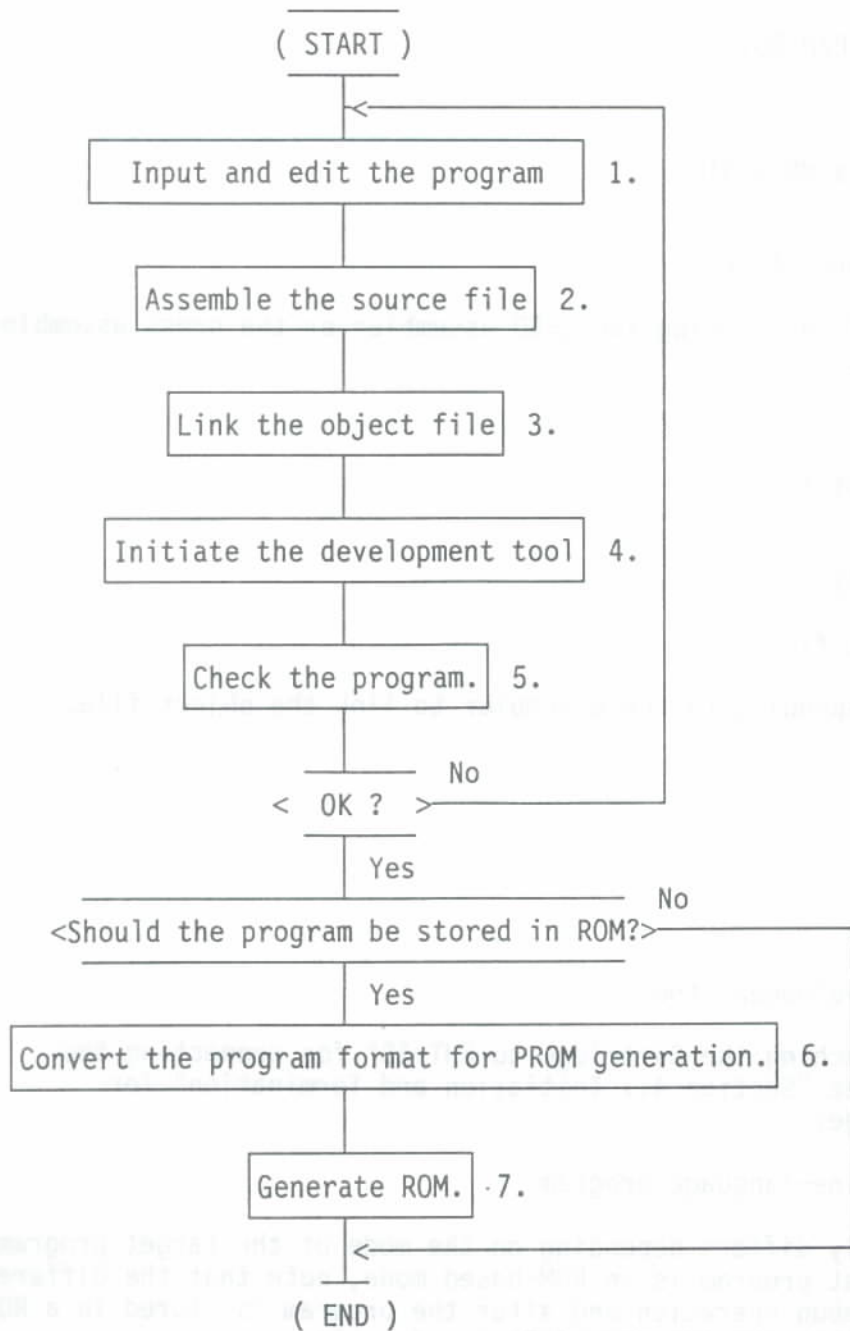 ( START )
Input and edit the program 1.
Assemble the source file 2.
Link the object file 3.
Initiate the development tool 4.
Check the program. 5.
No
< OK ? >
Yes
No
<Should the program be stored in ROM?>
Yes
Convert the program format for PROM generation. 6.
Generate ROM. 7.
( END )